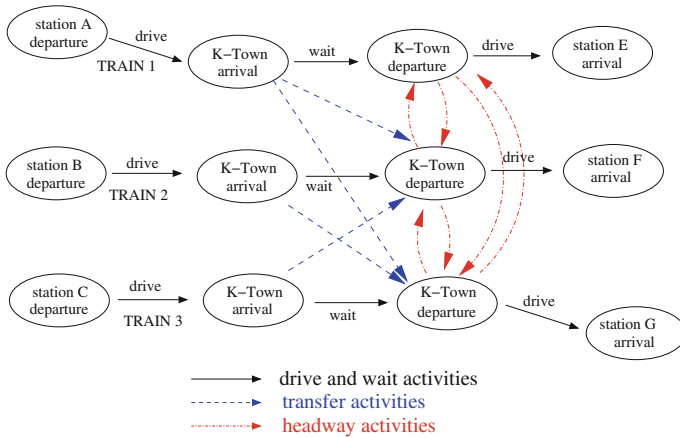 station A
departure
drive
TRAIN 1
K-Town
arrival
wait
K-Town
departure
drive
station E
arrival
station B
departure
drive
TRAIN 2
K-Town
arrival
wait
K-Town
departure
drive
station F
arrival
station C
departure
drive
TRAIN 3
K-Town
arrival
wait
K-Town
departure
drive
station G
arrival
drive and wait activities
transfer activities
headway activities